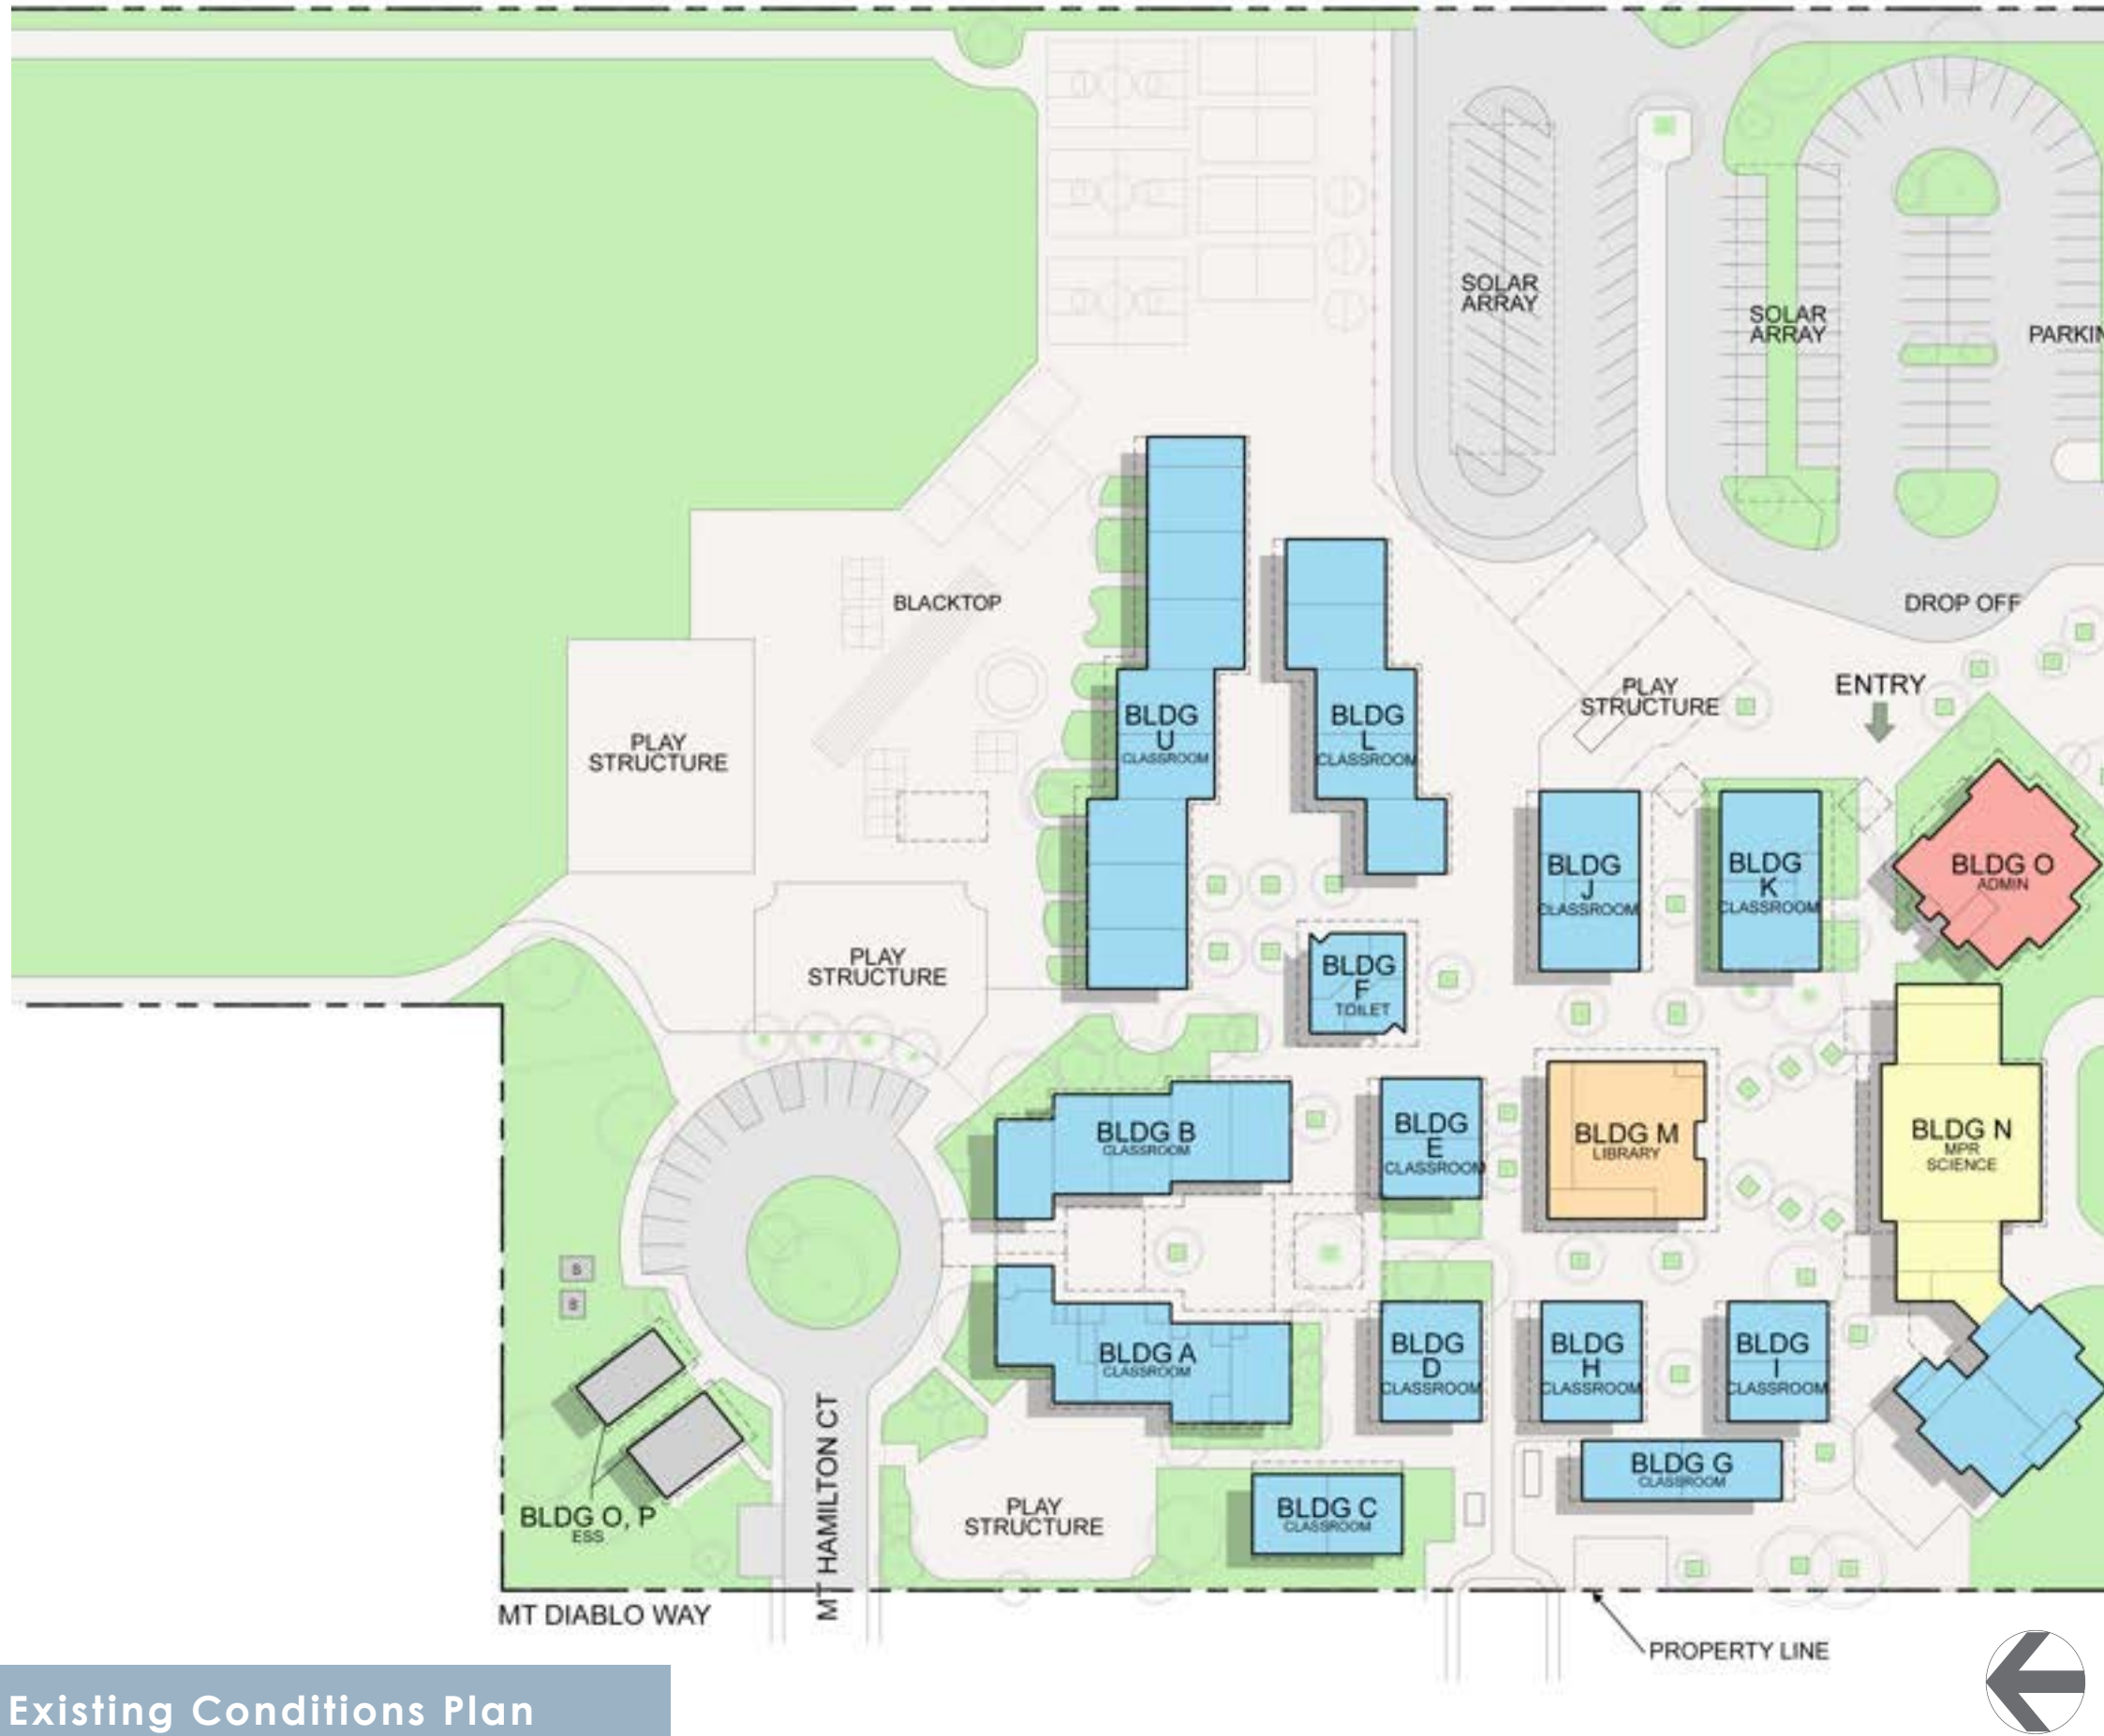 SOLAR
ARRAY
SOLAR
ARRAY
PARKIN
BLACKTOP
DROP OFF
PLAY
STRUCTURE
ENTRY
BLDG
U
CLASSROOM
BLDG
L
CLASSROOM
PLAY
STRUCTURE
BLDG
J
CLASSROOM
BLDG
K
CLASSROOM
BLDG O
ADMIN
PLAY
STRUCTURE
BLDG
F
TOILET
BLDG B
CLASSROOM
BLDG
E
CLASSROOM
BLDG M
LIBRARY
BLDG N
MPR
SCIENCE
B
B
BLDG A
CLASSROOM
BLDG
D
CLASSROOM
BLDG
H
CLASSROOM
BLDG
I
CLASSROOM
BLDG G
CLASSROOM
BLDG O, P
ESS
MT HAMILTON CT
PLAY
STRUCTURE
BLDG C
CLASSROOM
MT DIABLO WAY
PROPERTY LINE
Existing Conditions Plan